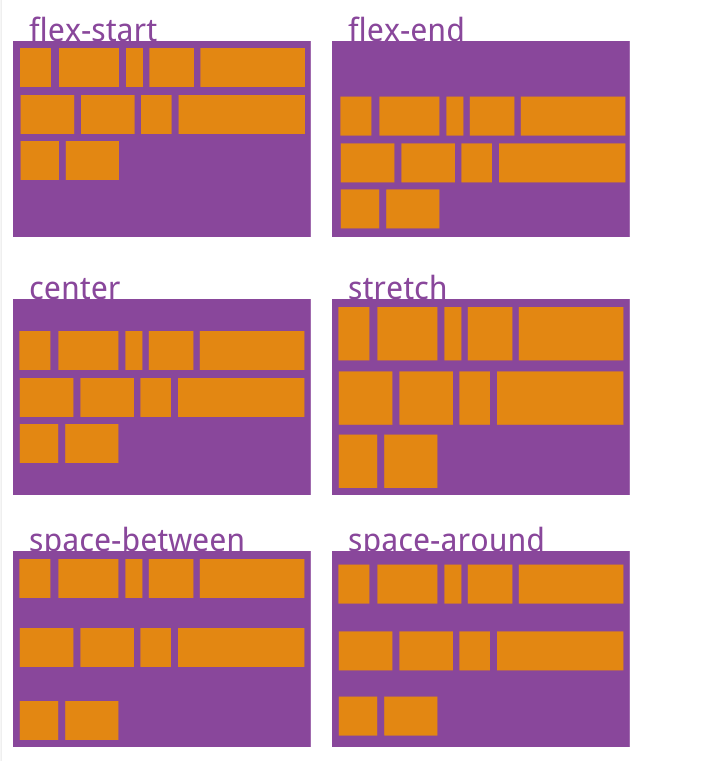 flex-start
flex-end
center
stretch
space-between
space-around